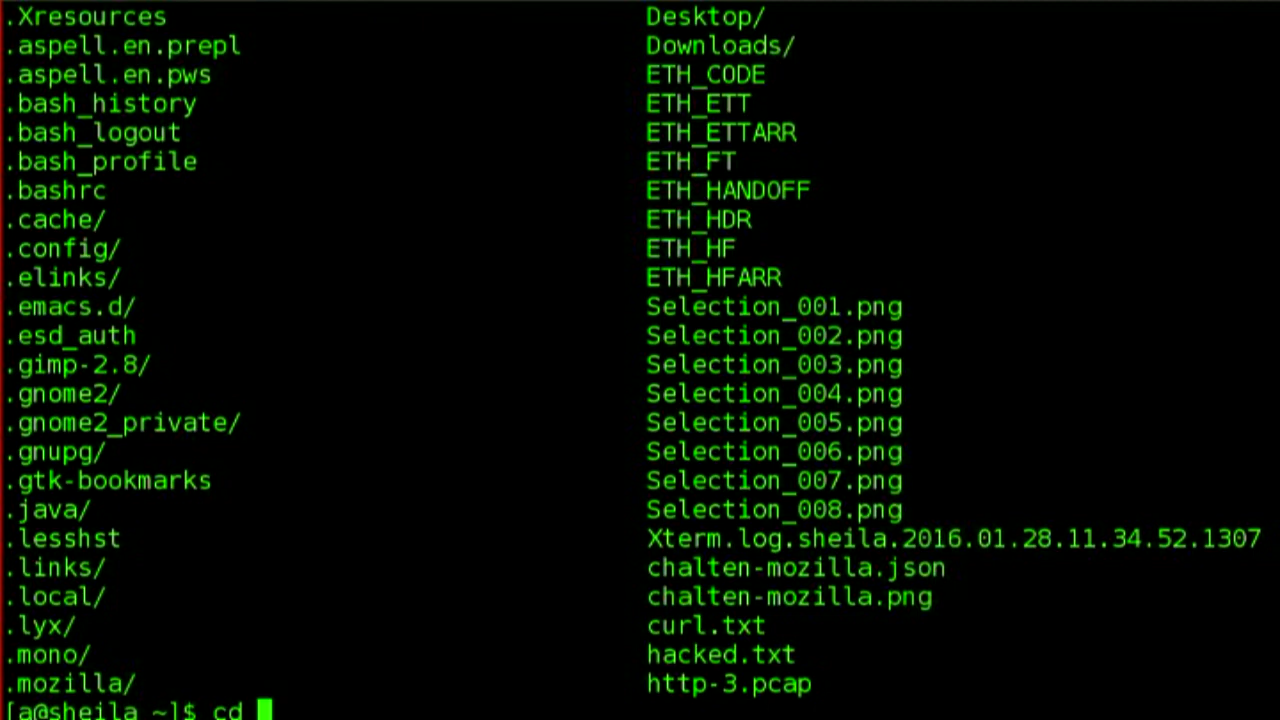 .Xresources Desktop/
.aspell.en.prepl Downloads/
.aspell.en.pws ETH_CODE
.bash_history ETH_ETT
.bash_logout ETH_ETTARR
.bash_profile ETH_FT
.bashrc ETH_HANDOFF
.cache/ ETH_HDR
.config/ ETH_HF
.elinks/ ETH_HFARR
.emacs.d/ Selection_001.png
.esd_auth Selection_002.png
.gimp-2.8/ Selection_003.png
.gnome2/ Selection_004.png
.gnome2_private/ Selection_005.png
.gnupg/ Selection_006.png
.gtk-bookmarks Selection_007.png
.java/ Selection_008.png
.lesshst Xterm.log.sheila.2016.01.28.11.34.52.1307
.links/ chalten-mozilla.json
.local/ chalten-mozilla.png
.lyx/ curl.txt
.mono/ hacked.txt
.mozilla/ http-3.pcap
[a@sheila ~]$ cd